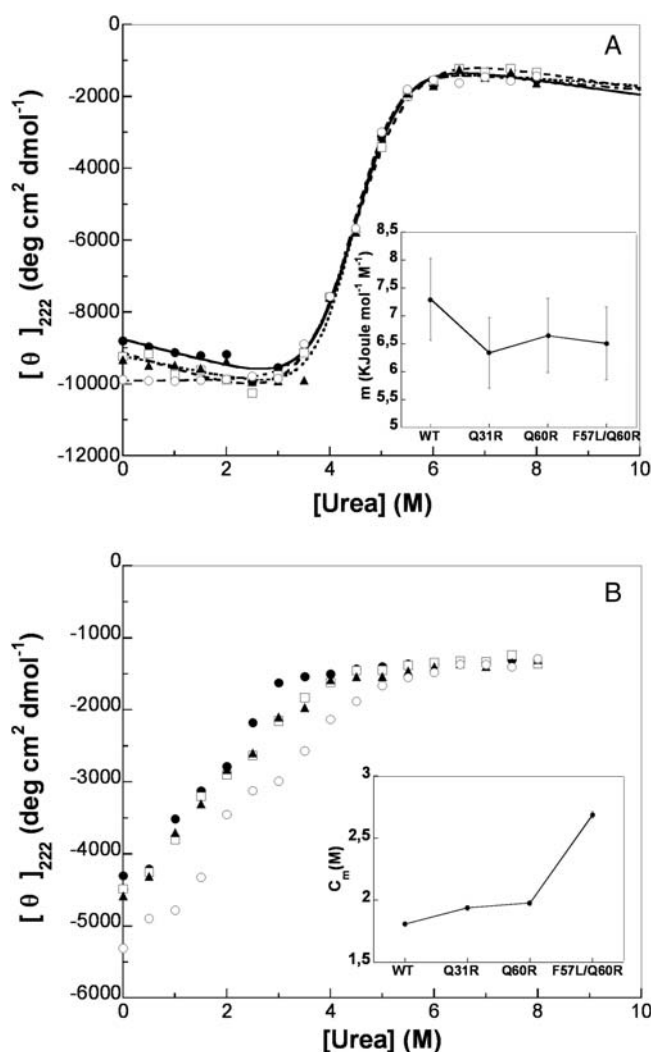 A
0
-2000
-4000
-6000
-8000
-10000
-12000
[θ]222 (deg cm2 dmol-1)
8,5
8
7,5
7
6,5
6
5,5
5
m (KJoule mol-1 M-1)
WT Q31R Q60R F57L/Q60R
0 2 4 6 8 10
[Urea] (M)
B
0
-1000
-2000
-3000
-4000
-5000
-6000
[θ]222 (deg cm2 dmol-1)
3
2,5
2
1,5
Cm(M)
WT Q31R Q60R F57L/Q60R
0 2 4 6 8 10
[Urea] (M)